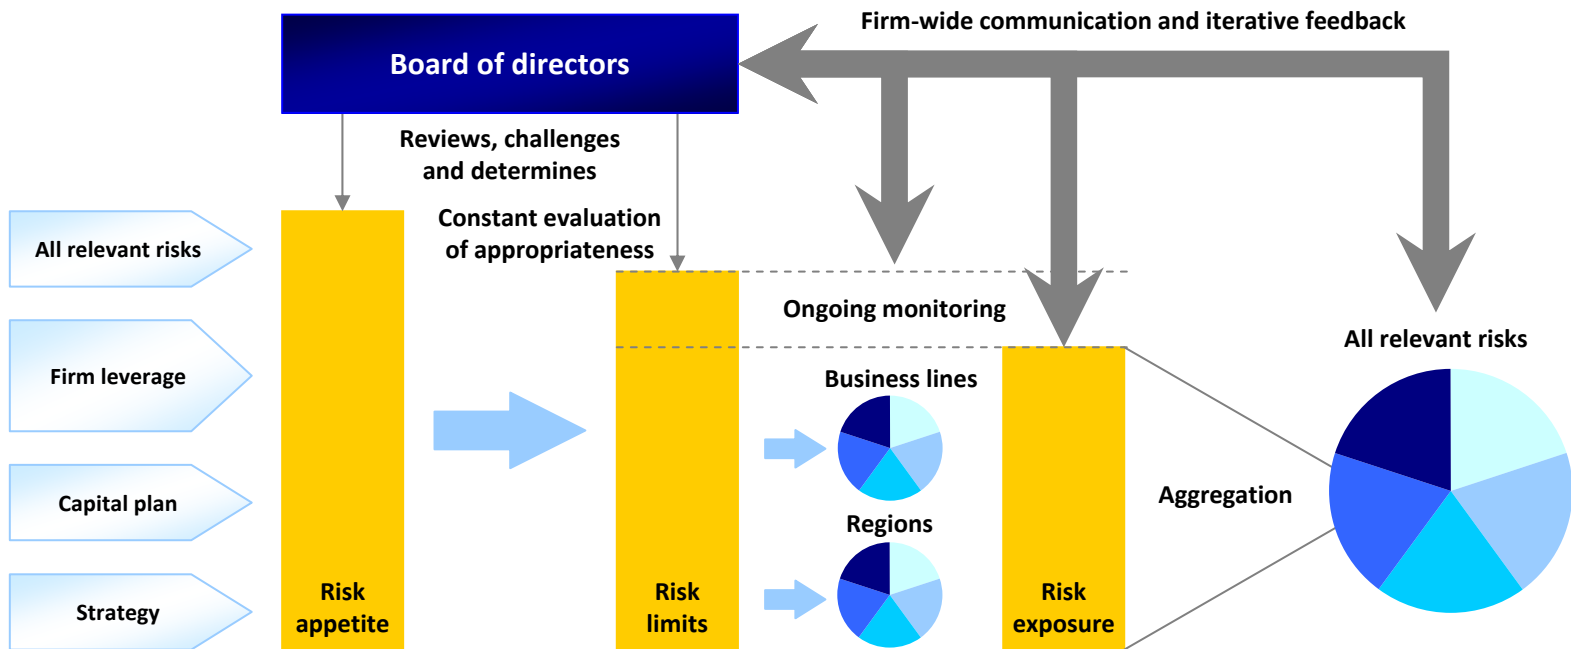 Firm-wide communication and iterative feedback
Board of directors
Reviews, challenges
and determines
Constant evaluation
of appropriateness
All relevant risks
Firm leverage
Capital plan
Strategy
Risk
appetite
Risk
limits
Ongoing monitoring
Business lines
Regions
Risk
exposure
Aggregation
All relevant risks